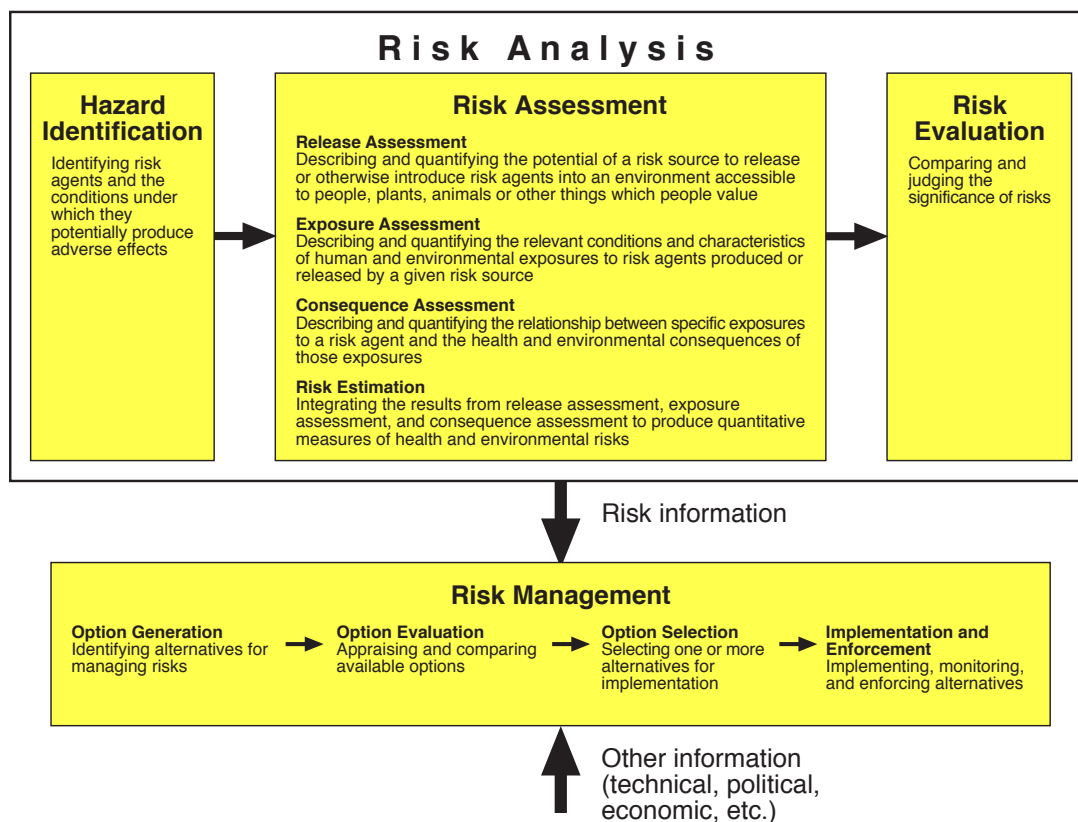 Risk Analysis
Hazard
Identification
Identifying risk
agents and the
conditions under
which they
potentially produce
adverse effects
Risk Assessment
Release Assessment
Describing and quantifying the potential of a risk source to release
or otherwise introduce risk agents into an environment accessible
to people, plants, animals or other things which people value
Exposure Assessment
Describing and quantifying the relevant conditions and characteristics
of human and environmental exposures to risk agents produced or
released by a given risk source
Consequence Assessment
Describing and quantifying the relationship between specific exposures
to a risk agent and the health and environmental consequences of
those exposures
Risk Estimation
Integrating the results from release assessment, exposure
assessment, and consequence assessment to produce quantitative
measures of health and environmental risks
Risk
Evaluation
Comparing and
judging the
significance of risks
Risk information
Risk Management
Option Generation
Identifying alternatives for
managing risks
Option Evaluation
Appraising and comparing
available options
Option Selection
Selecting one or more
alternatives for
implementation
Implementation and
Enforcement
Implementing, monitoring,
and enforcing alternatives
Other information
(technical, political,
economic, etc.)